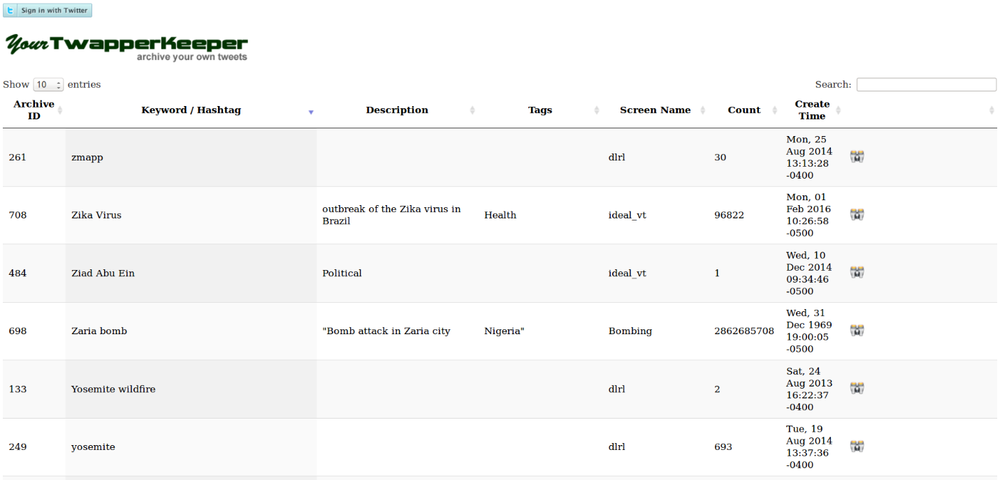 Sign in with Twitter
YourTwapperKeeper
archive your own tweets
Show 10 entries
Search:
Archive ID Keyword / Hashtag Description Tags Screen Name Count Create Time
261 zmapp dlrl 30 Mon, 25 Aug 2014 13:13:28 -0400
708 Zika Virus outbreak of the Zika virus in Brazil Health ideal_vt 96822 Mon, 01 Feb 2016 10:26:58 -0500
484 Ziad Abu Ein Political ideal_vt 1 Wed, 10 Dec 2014 09:34:46 -0500
698 Zaria bomb "Bomb attack in Zaria city Nigeria" Bombing 2862685708 Wed, 31 Dec 1969 19:00:05 -0500
133 Yosemite wildfire dlrl 2 Sat, 24 Aug 2013 16:22:37 -0400
249 yosemite dlrl 693 Tue, 19 Aug 2014 13:37:36 -0400